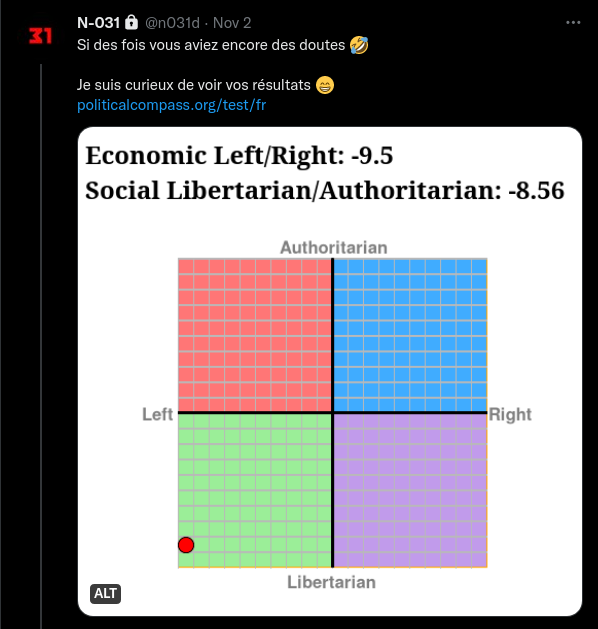 31
N-031 🔒 @n031d · Nov 2
Si des fois vous aviez encore des doutes 🤣
Je suis curieux de voir vos résultats 😁
politicalcompass.org/test/fr
Economic Left/Right: -9.5
Social Libertarian/Authoritarian: -8.56
Authoritarian
Left
Right
Libertarian
ALT